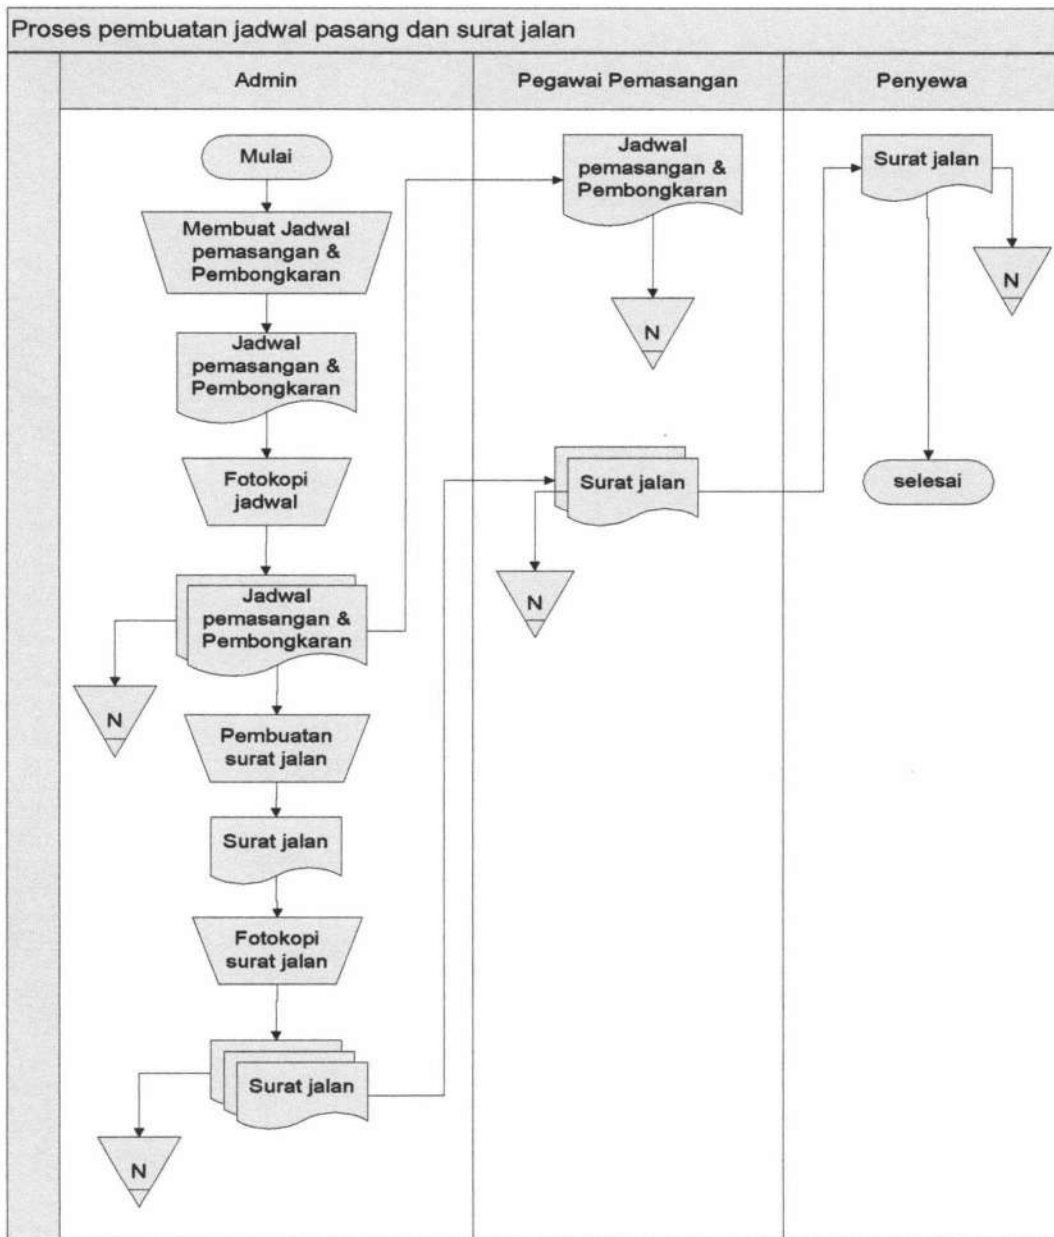 Proses pembuatan jadwal pasang dan surat jalan
Admin
Pegawai Pemasangan
Penyewa
Mulai
Membuat Jadwal
pemasangan &
Pembongkaran
Jadwal
pemasangan &
Pembongkaran
Fotokopi
jadwal
Jadwal
pemasangan &
Pembongkaran
N
Pembuatan
surat jalan
Surat jalan
Fotokopi
surat jalan
Surat jalan
N
Jadwal
pemasangan &
Pembongkaran
N
Surat jalan
N
Surat jalan
N
selesai